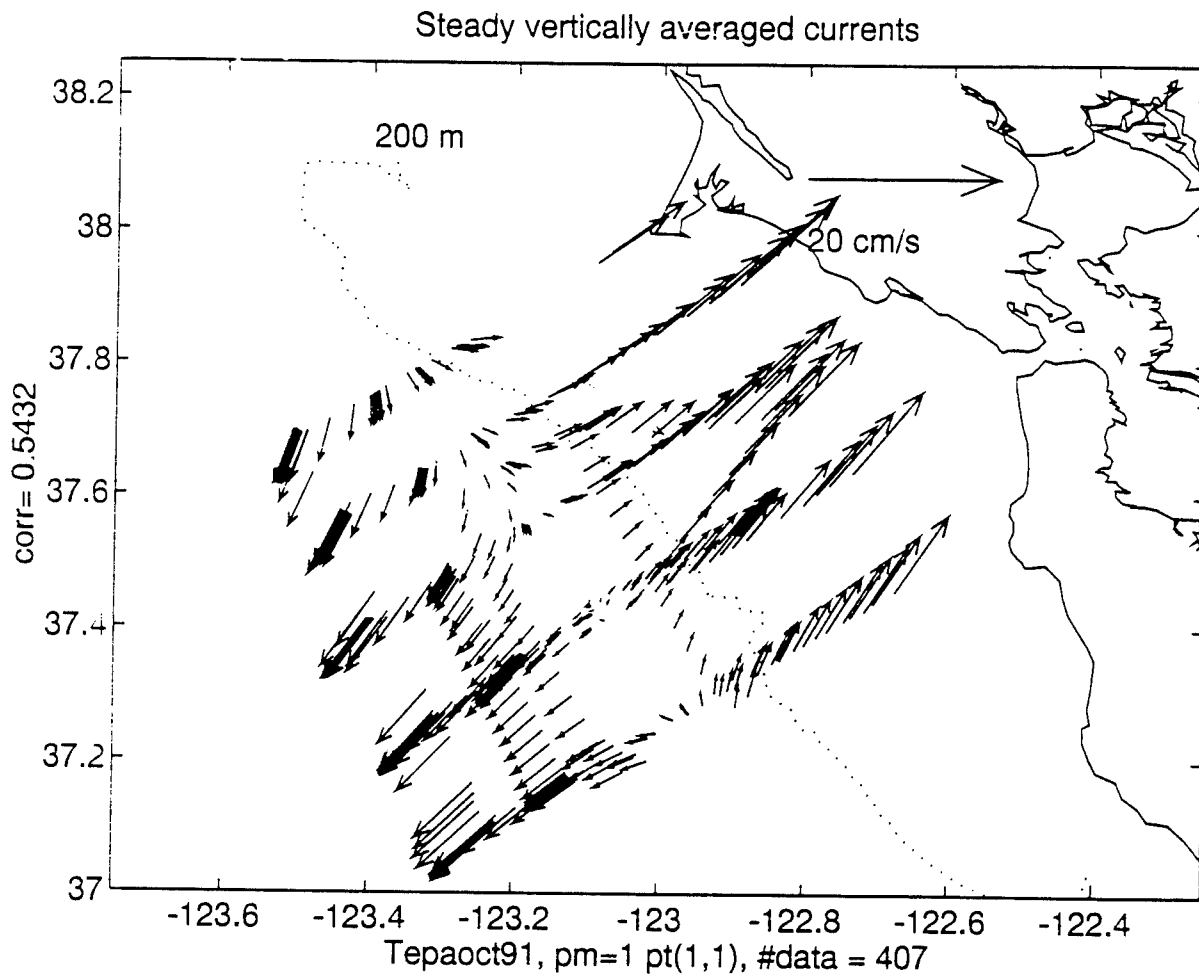 Steady vertically averaged currents
38.2
200 m
38
20 cm/s
37.8
37.6
corr= 0.5432
37.4
37.2
37
-123.6 -123.4 -123.2 -123 -122.8 -122.6 -122.4
Tepaoct91, pm=1 pt(1,1), #data = 407